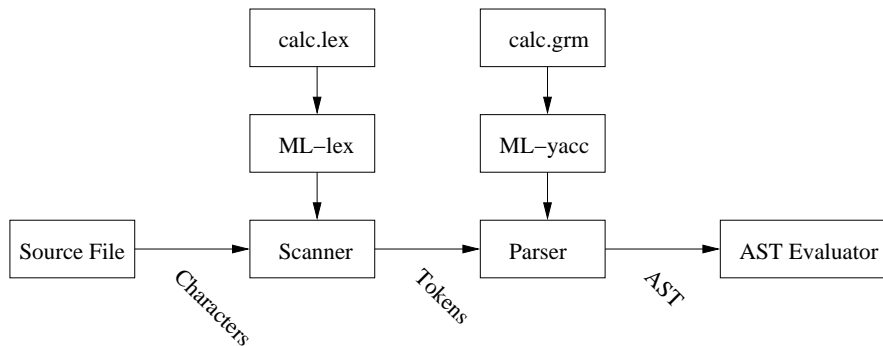 calc.lex
calc.grm
ML−lex
ML−yacc
Source File
Scanner
Parser
AST Evaluator
Characters
Tokens
AST